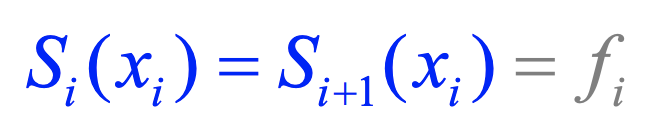 S_i(x_i) = S_{i+1}(x_i) = f_i